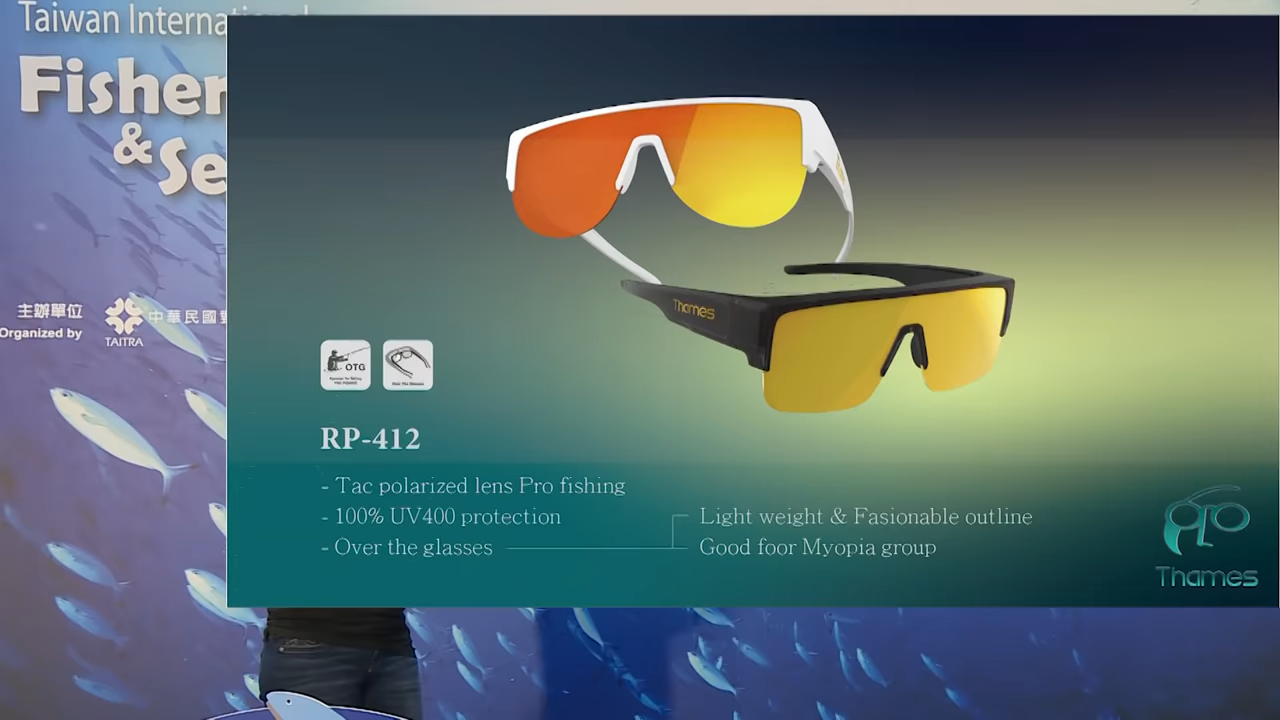 Taiwan International
Fisher
& Se
主辦單位
Organized by
TAITRA
中華民國
Thames
OTG
RP-412
- Tac polarized lens Pro fishing
- 100% UV400 protection
- Over the glasses
Light weight & Fasionable outline
Good foor Myopia group
Thames